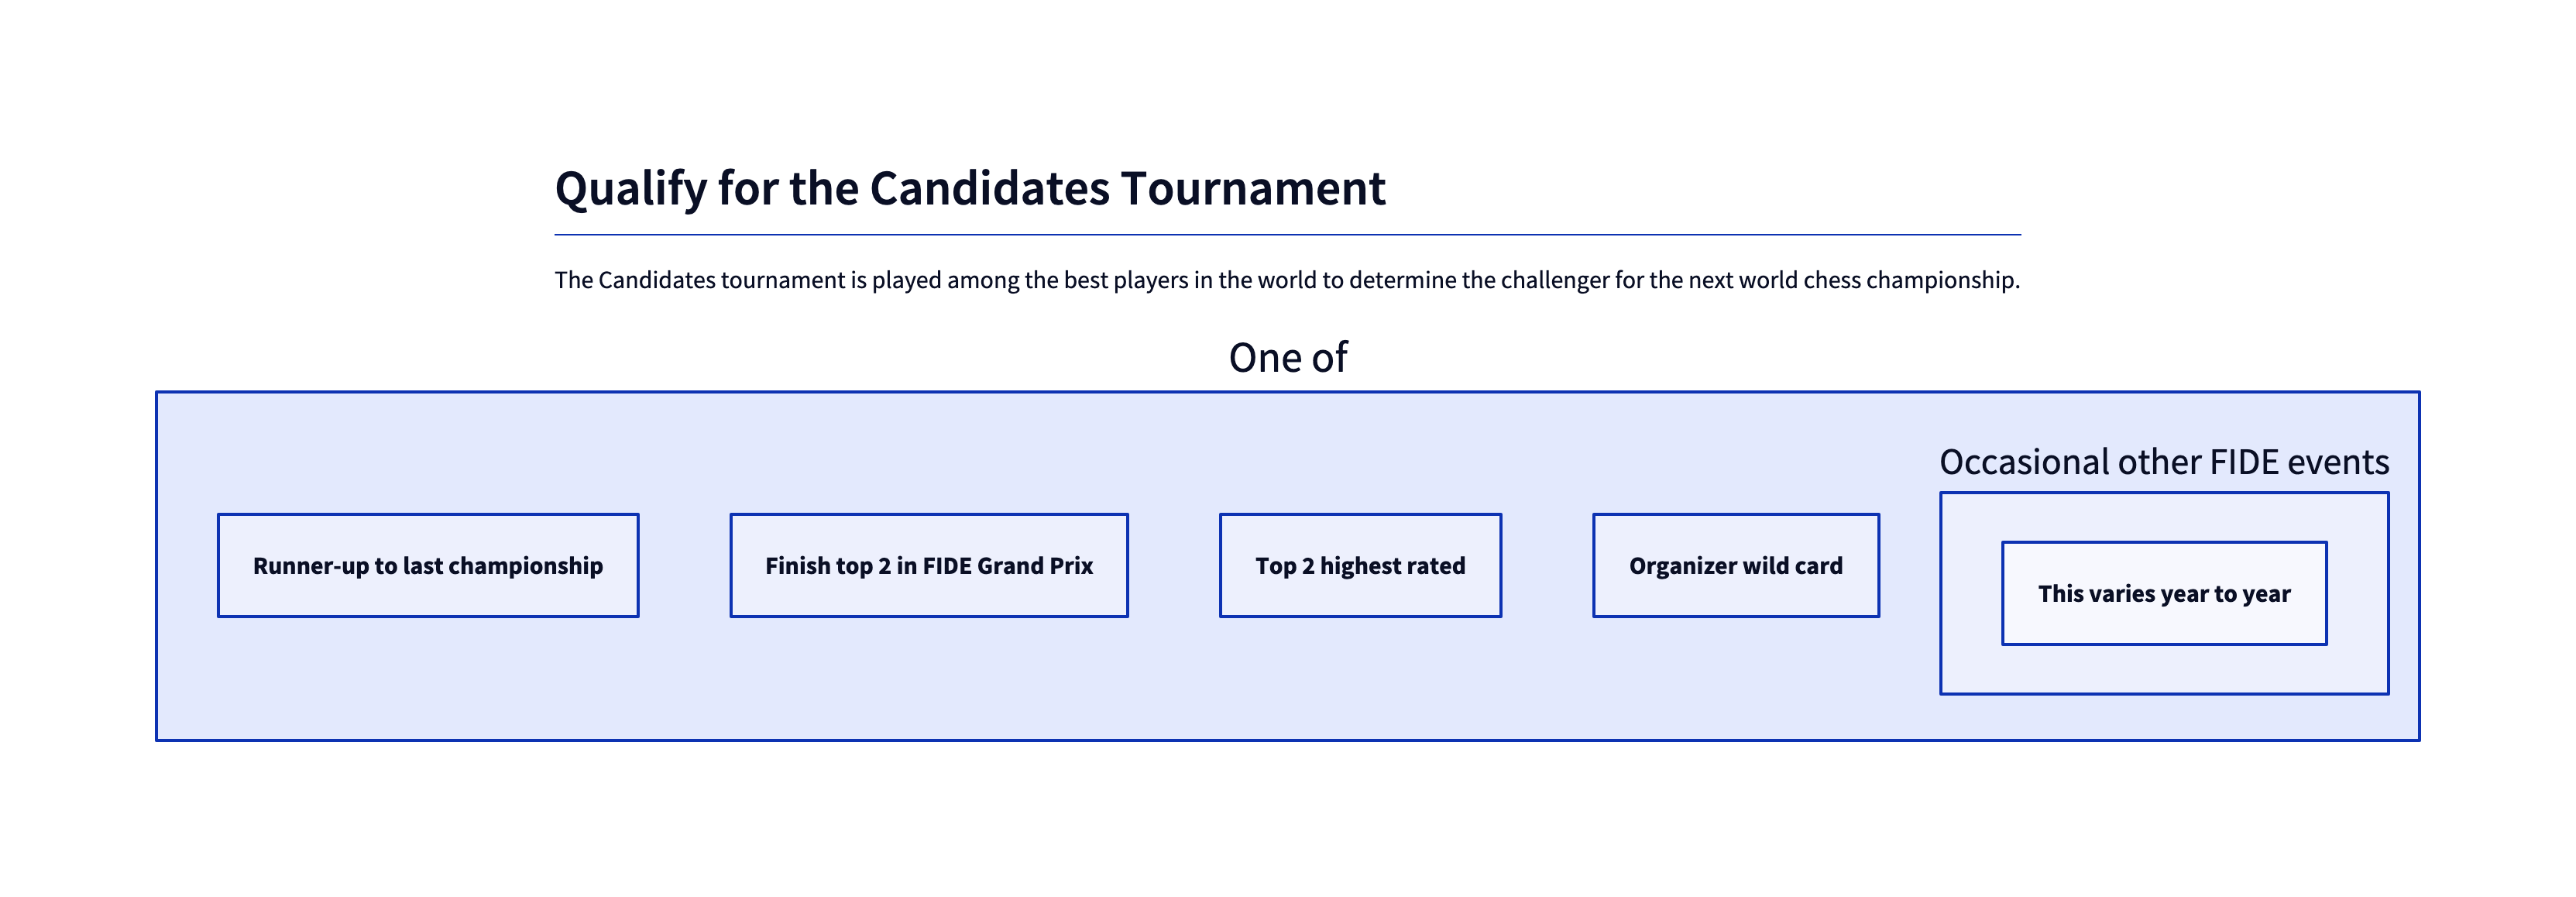 Qualify for the Candidates Tournament
The Candidates tournament is played among the best players in the world to determine the challenger for the next world chess championship.
One of
Occasional other FIDE events
Runner-up to last championship
Finish top 2 in FIDE Grand Prix
Top 2 highest rated
Organizer wild card
This varies year to year